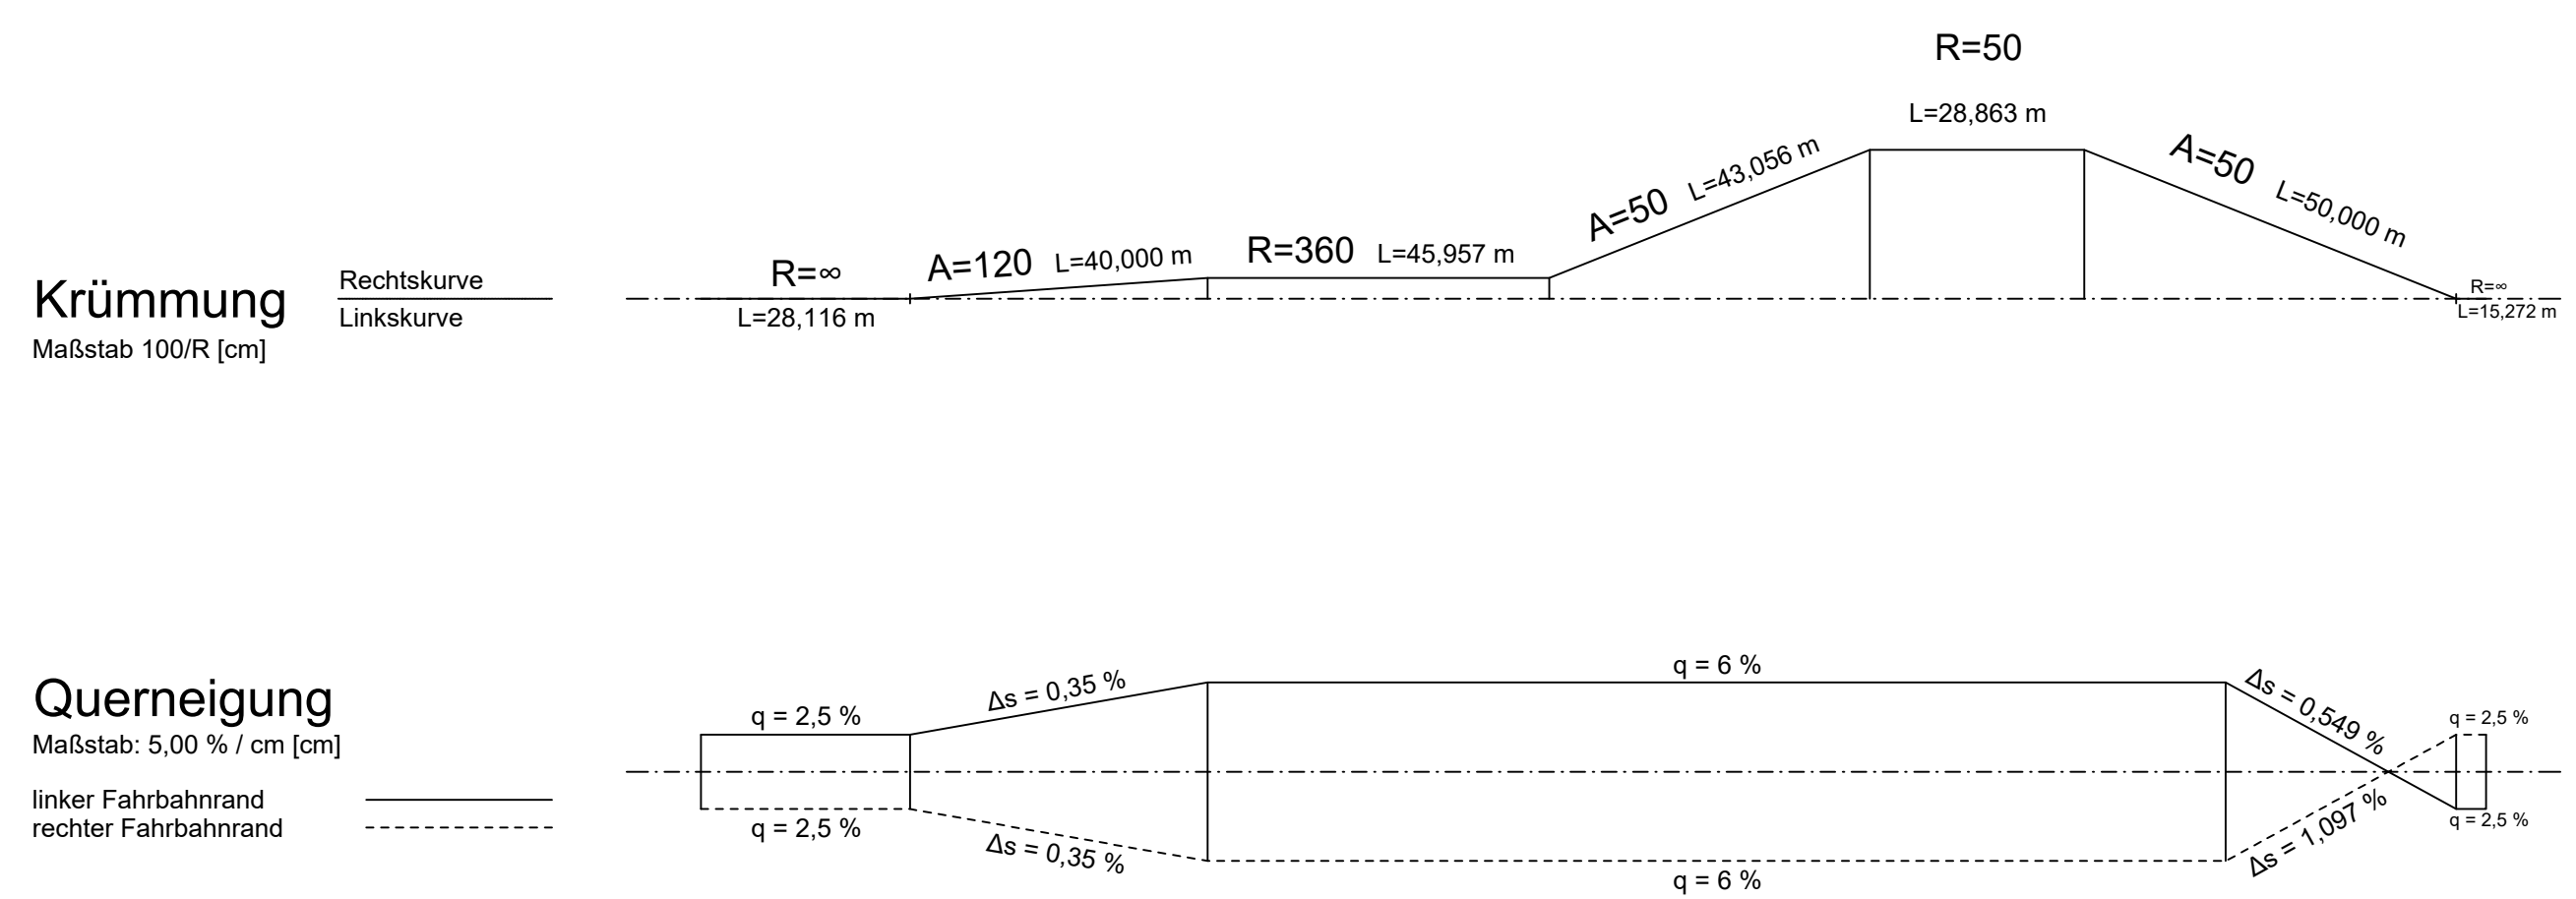 R=50
L=28,863 m
A=50 L=43,056 m
A=50 L=50,000 m
Krümmung
Maßstab 100/R [cm]
Rechtskurve
Linkskurve
R=∞
L=28,116 m
A=120 L=40,000 m
R=360 L=45,957 m
R=∞
L=15,272 m
Querneigung
Maßstab: 5,00 % / cm [cm]
linker Fahrbahnrand
rechter Fahrbahnrand
q = 2,5 %
q = 2,5 %
Δs = 0,35 %
Δs = 0,35 %
q = 6 %
q = 6 %
Δs = 0,549 %
Δs = 1,097 %
q = 2,5 %
q = 2,5 %